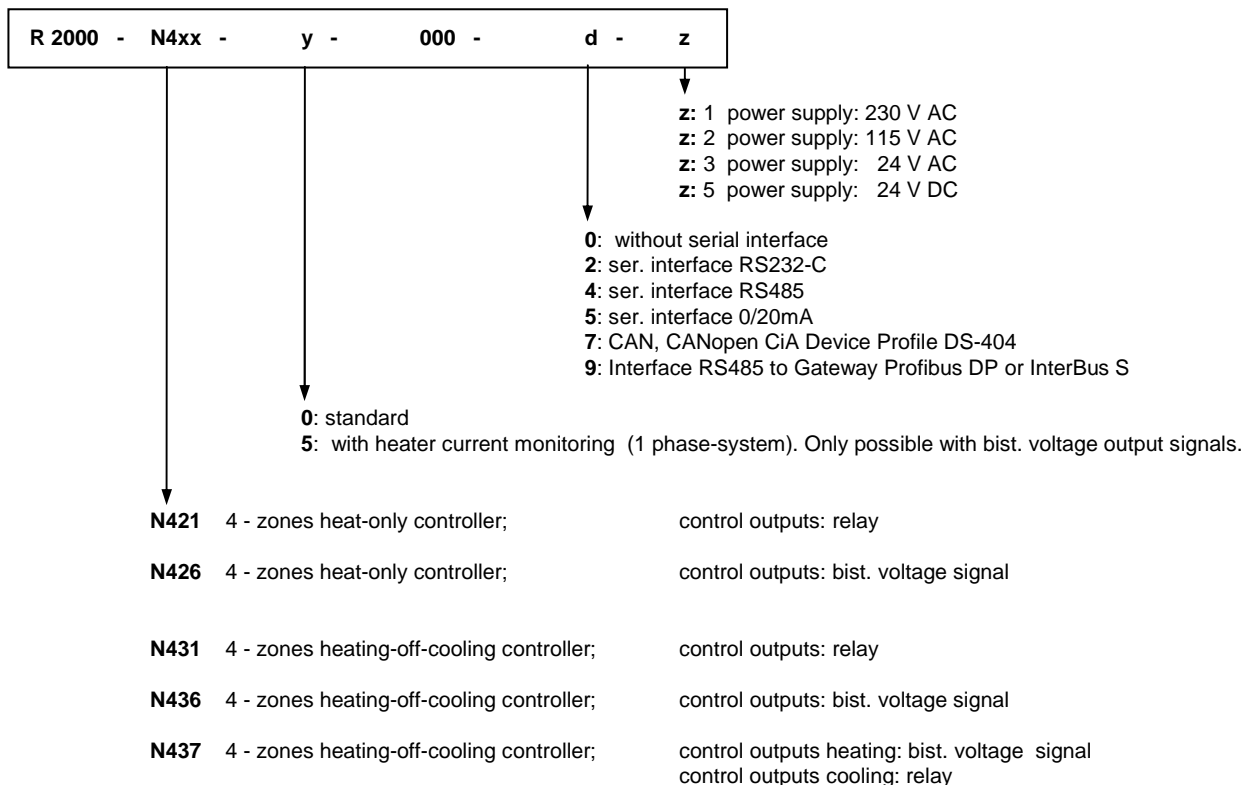 R 2000 - N4xx - y - 000 - d - z
z: 1 power supply: 230 V AC
z: 2 power supply: 115 V AC
z: 3 power supply: 24 V AC
z: 5 power supply: 24 V DC
0: without serial interface
2: ser. interface RS232-C
4: ser. interface RS485
5: ser. interface 0/20mA
7: CAN, CANopen CiA Device Profile DS-404
9: Interface RS485 to Gateway Profibus DP or InterBus S
0: standard
5: with heater current monitoring (1 phase-system). Only possible with bist. voltage output signals.
N421 4 - zones heat-only controller; control outputs: relay
N426 4 - zones heat-only controller; control outputs: bist. voltage signal
N431 4 - zones heating-off-cooling controller; control outputs: relay
N436 4 - zones heating-off-cooling controller; control outputs: bist. voltage signal
N437 4 - zones heating-off-cooling controller; control outputs heating: bist. voltage signal
control outputs cooling: relay